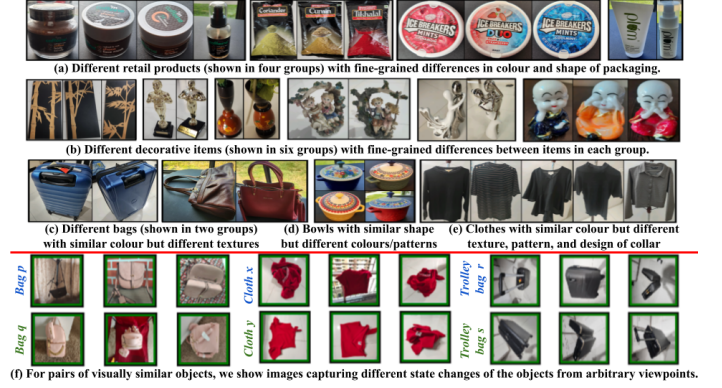 Coriander
Cumin
Tikhalal
ICE BREAKERS
MINTS
ICE BREAKERS
DUO
ICE BREAKERS
MINTS
plum
plum
(a) Different retail products (shown in four groups) with fine-grained differences in colour and shape of packaging.
(b) Different decorative items (shown in six groups) with fine-grained differences between items in each group.
(c) Different bags (shown in two groups)
with similar colour but different textures
(d) Bowls with similar shape
but different colours/patterns
(e) Clothes with similar colour but different
texture, pattern, and design of collar
Bag p
Cloth x
Trolley
bag r
Bag q
Cloth y
Trolley
bag s
(f) For pairs of visually similar objects, we show images capturing different state changes of the objects from arbitrary viewpoints.